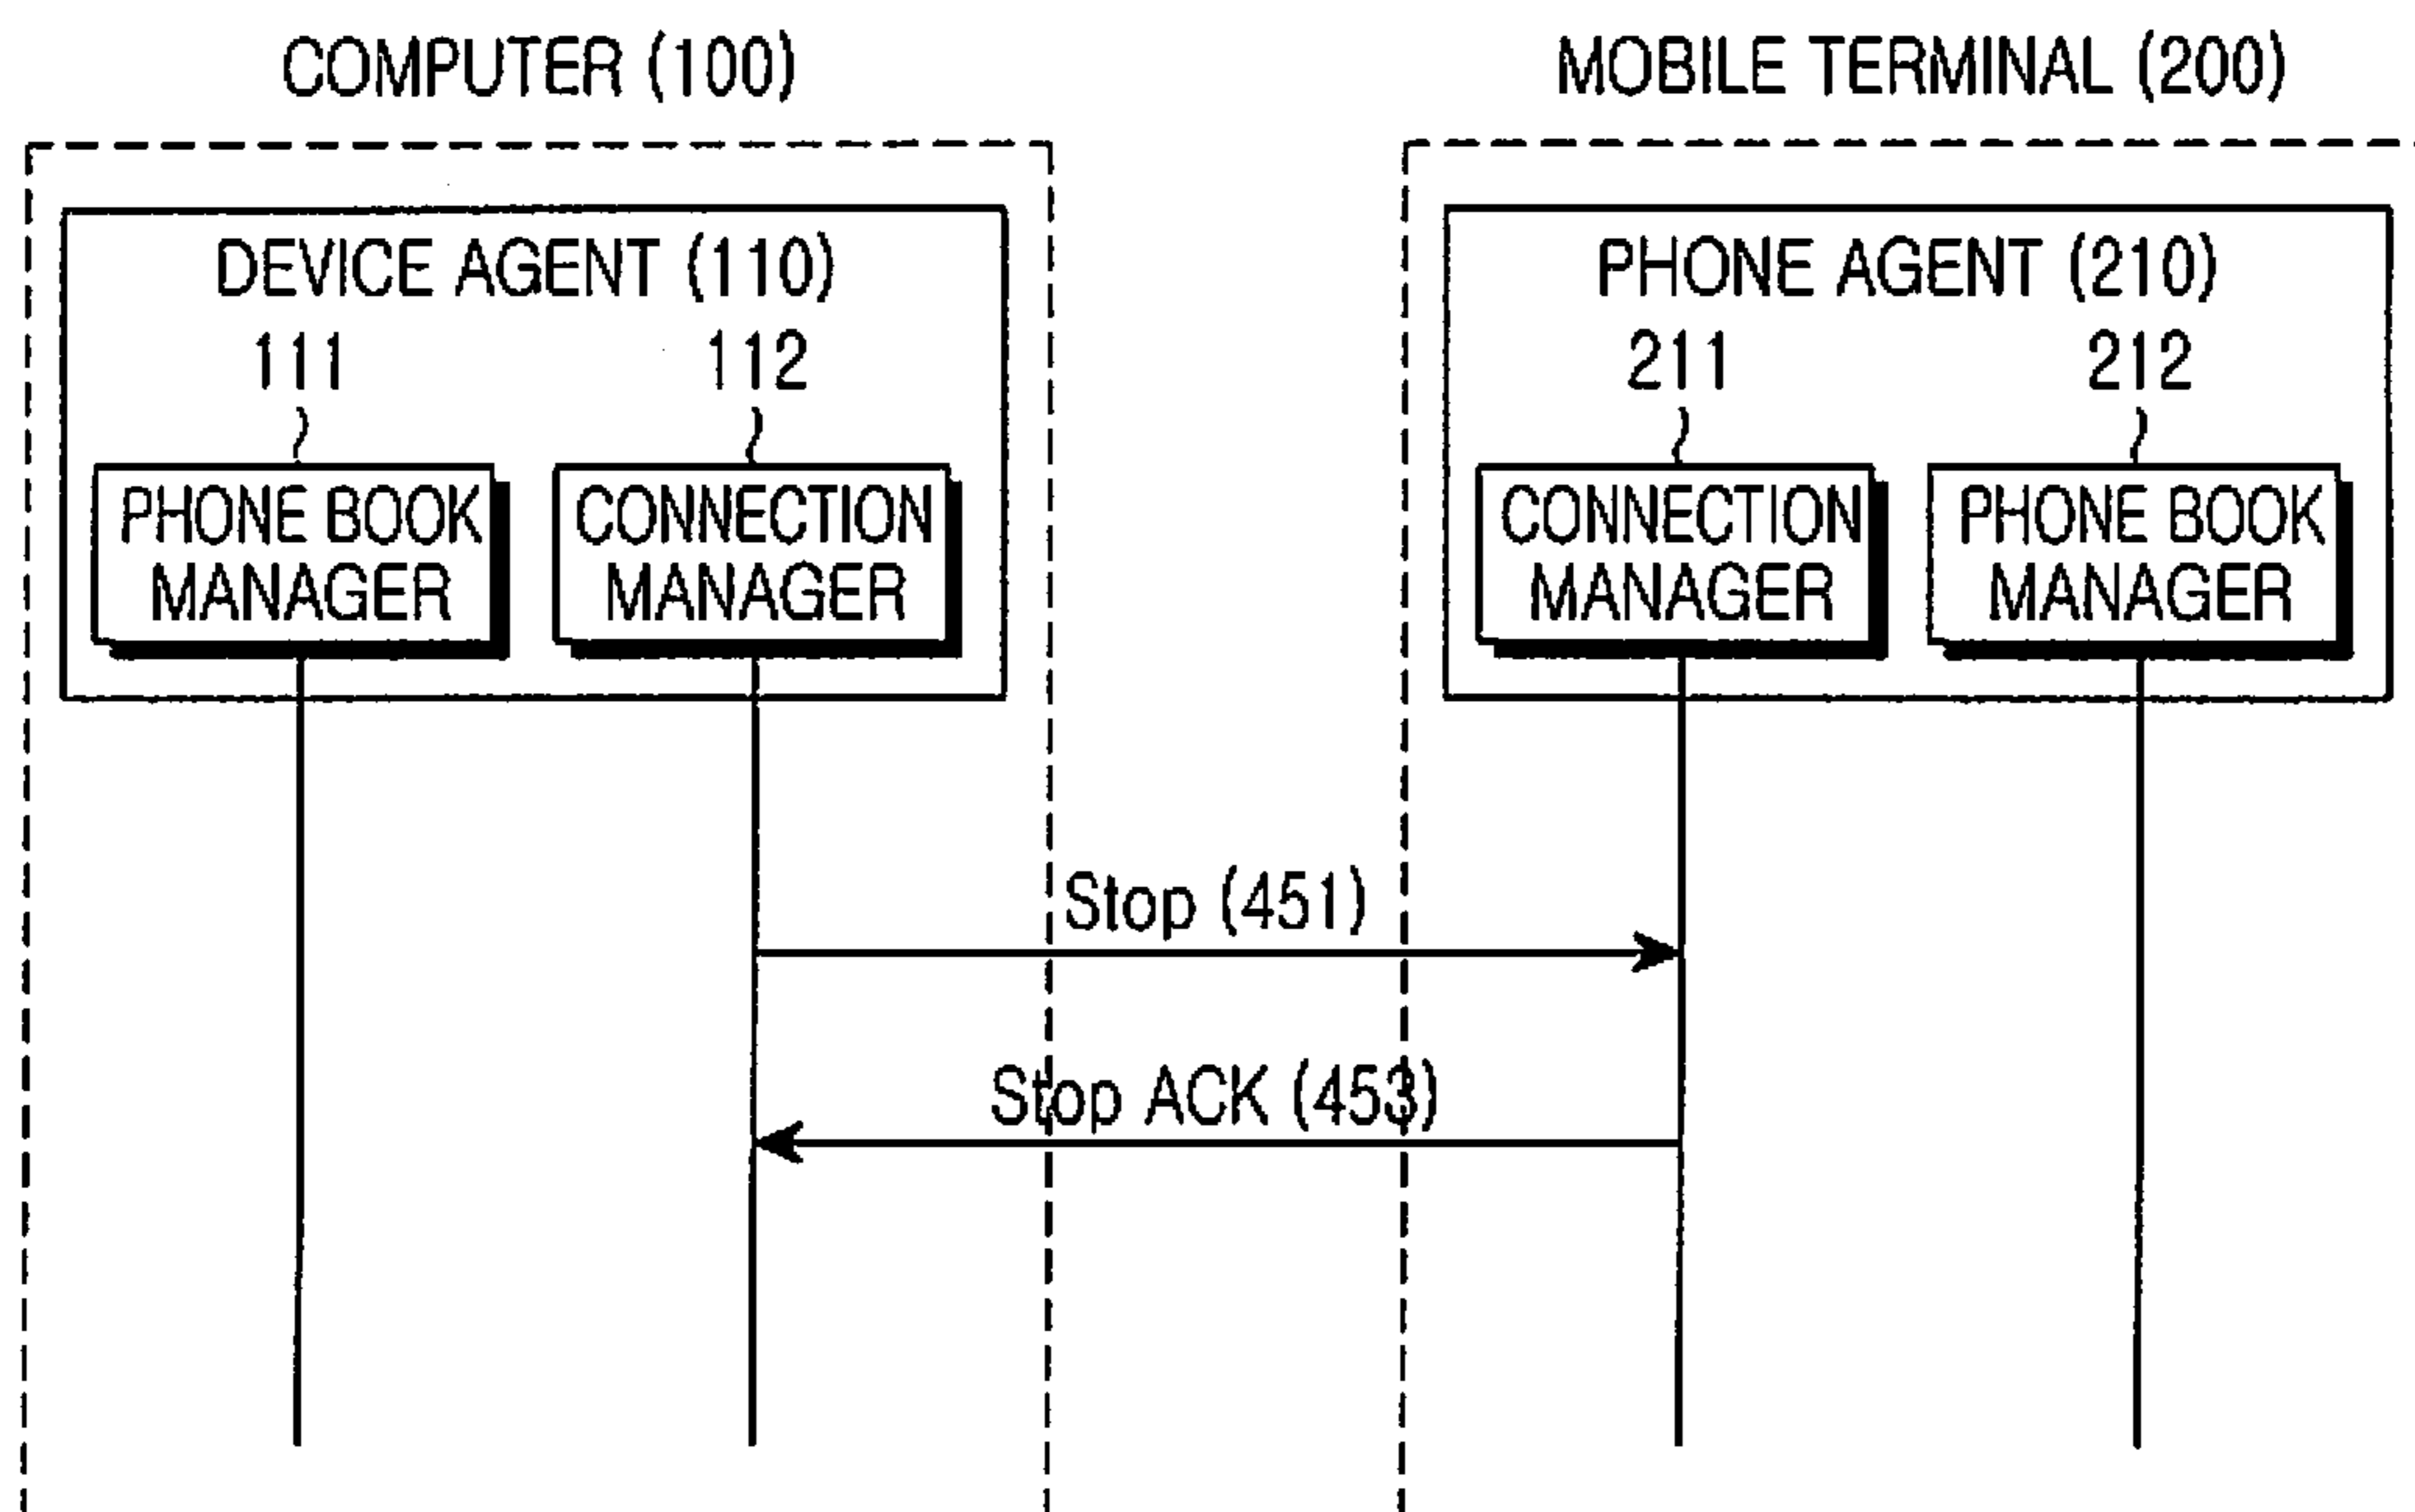 COMPUTER (100)
MOBILE TERMINAL (200)
DEVICE AGENT (110)
PHONE AGENT (210)
111
112
211
212
PHONE BOOK
MANAGER
CONNECTION
MANAGER
CONNECTION
MANAGER
PHONE BOOK
MANAGER
Stop (451)
Stop ACK (453)